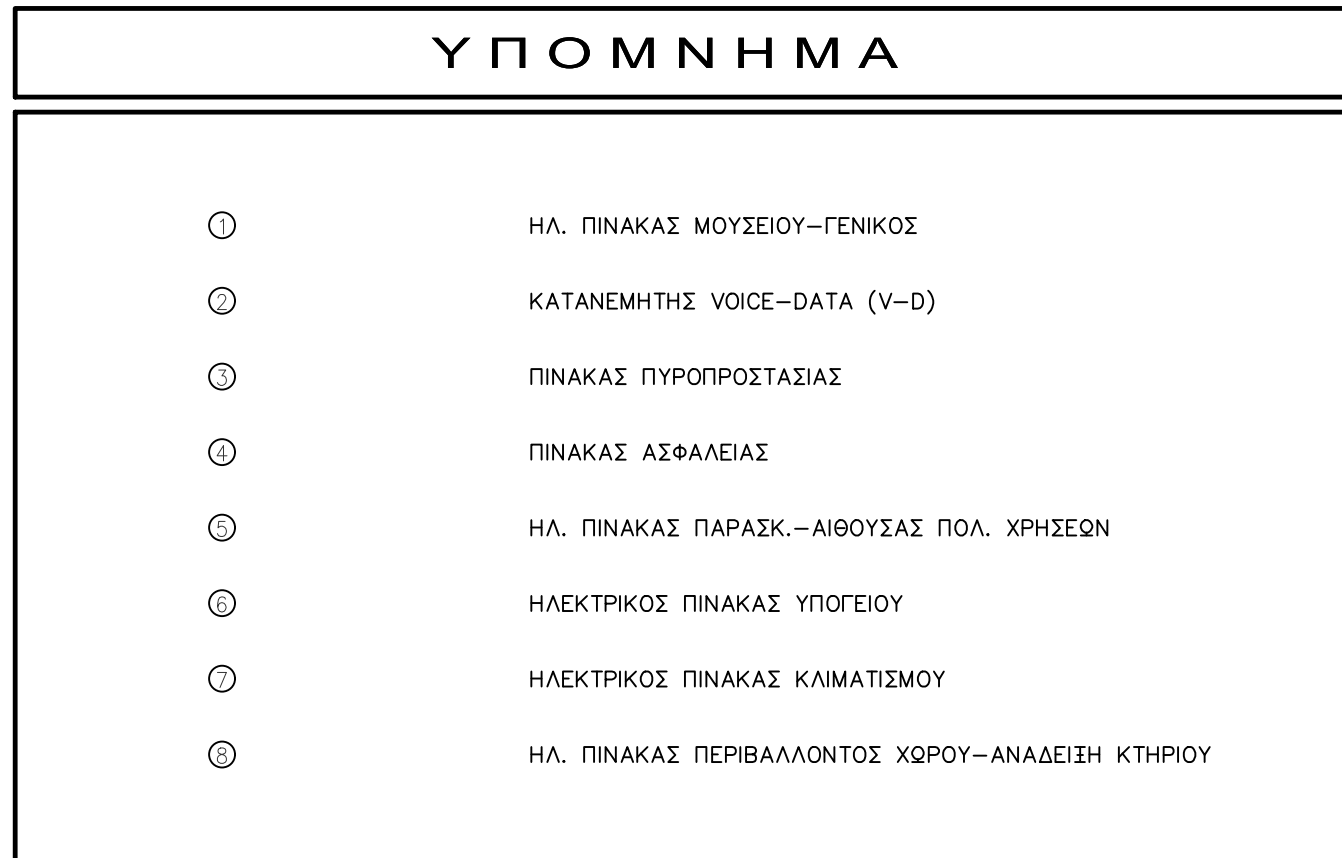 ΥΠΟΜΝΗΜΑ
1 ΗΛ. ΠΙΝΑΚΑΣ ΜΟΥΣΕΙΟΥ-ΓΕΝΙΚΟΣ
2 ΚΑΤΑΝΕΜΗΤΗΣ VOICE-DATA (V-D)
3 ΠΙΝΑΚΑΣ ΠΥΡΟΠΡΟΣΤΑΣΙΑΣ
4 ΠΙΝΑΚΑΣ ΑΣΦΑΛΕΙΑΣ
5 ΗΛ. ΠΙΝΑΚΑΣ ΠΑΡΑΣΚ.-ΑΙΘΟΥΣΑΣ ΠΟΛ. ΧΡΗΣΕΩΝ
6 ΗΛΕΚΤΡΙΚΟΣ ΠΙΝΑΚΑΣ ΥΠΟΓΕΙΟΥ
7 ΗΛΕΚΤΡΙΚΟΣ ΠΙΝΑΚΑΣ ΚΛΙΜΑΤΙΣΜΟΥ
8 ΗΛ. ΠΙΝΑΚΑΣ ΠΕΡΙΒΑΛΛΟΝΤΟΣ ΧΩΡΟΥ-ΑΝΑΔΕΙΞΗ ΚΤΗΡΙΟΥ